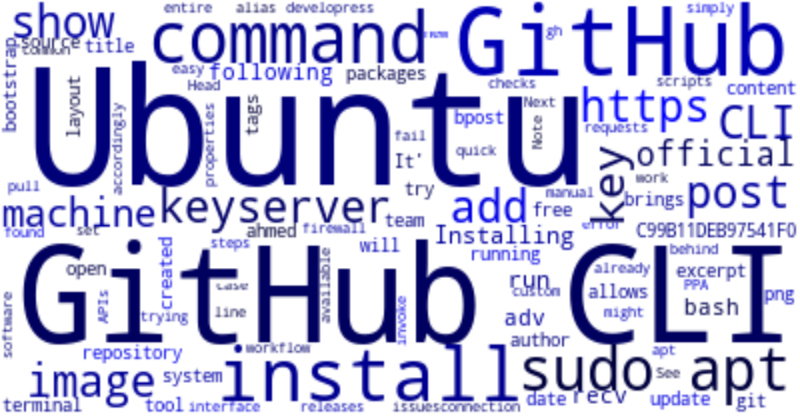 entire alias developress simply
show command GitHub gh
source title
commun
easy following packages scripts
Head checks content
bootstrap layout accordingly properties tags Ubuntu Next Note https CLI
bpost requests
fail
It' quick key official
pull try manual work brings post
machine keyserver team add free
found set ahmed firewall error C99B11DEB97541F0
steps will Installing behind
created running
open GitHub CLI already excerpt
APIs case available run custom allows PPA png
software trying line invoke adv might bash
author
repository workflow apt
image system install sudo apt See
terminal tool interface releases issuesconnection date recv update git